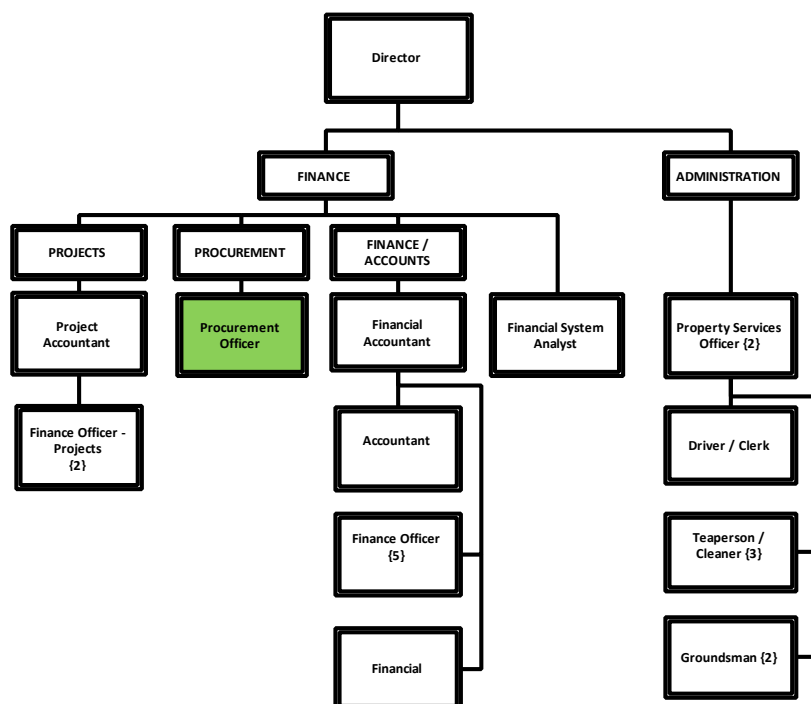 Director
FINANCE
ADMINISTRATION
PROJECTS
PROCUREMENT
FINANCE /
ACCOUNTS
Project
Accountant
Procurement
Officer
Financial
Accountant
Financial System
Analyst
Property Services
Officer {2}
Finance Officer -
Projects
{2}
Accountant
Driver / Clerk
Finance Officer
{5}
Teaperson /
Cleaner {3}
Financial
Groundsman {2}